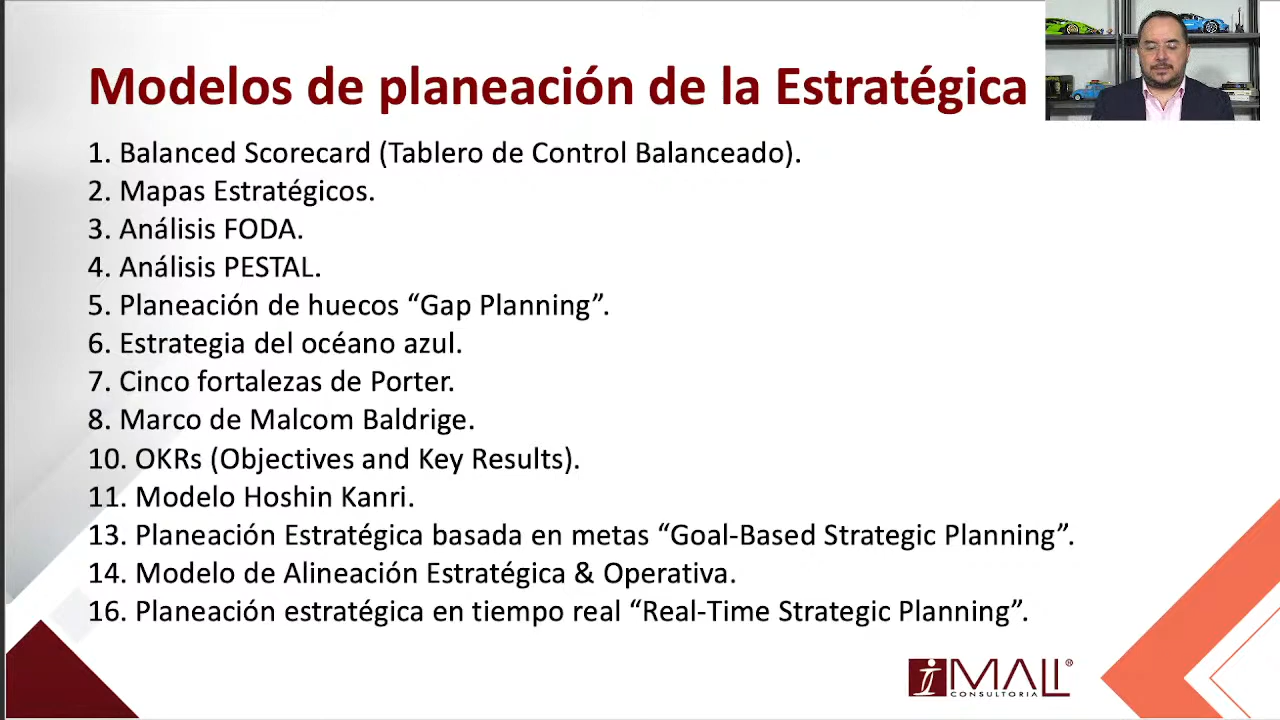 Modelos de planeación de la Estratégica
1. Balanced Scorecard (Tablero de Control Balanceado).
2. Mapas Estratégicos.
3. Análisis FODA.
4. Análisis PESTAL.
5. Planeación de huecos “Gap Planning”.
6. Estrategia del océano azul.
7. Cinco fortalezas de Porter.
8. Marco de Malcom Baldrige.
10. OKRs (Objectives and Key Results).
11. Modelo Hoshin Kanri.
13. Planeación Estratégica basada en metas “Goal-Based Strategic Planning”.
14. Modelo de Alineación Estratégica & Operativa.
16. Planeación estratégica en tiempo real “Real-Time Strategic Planning”.
iMALI®
CONSULTORIA